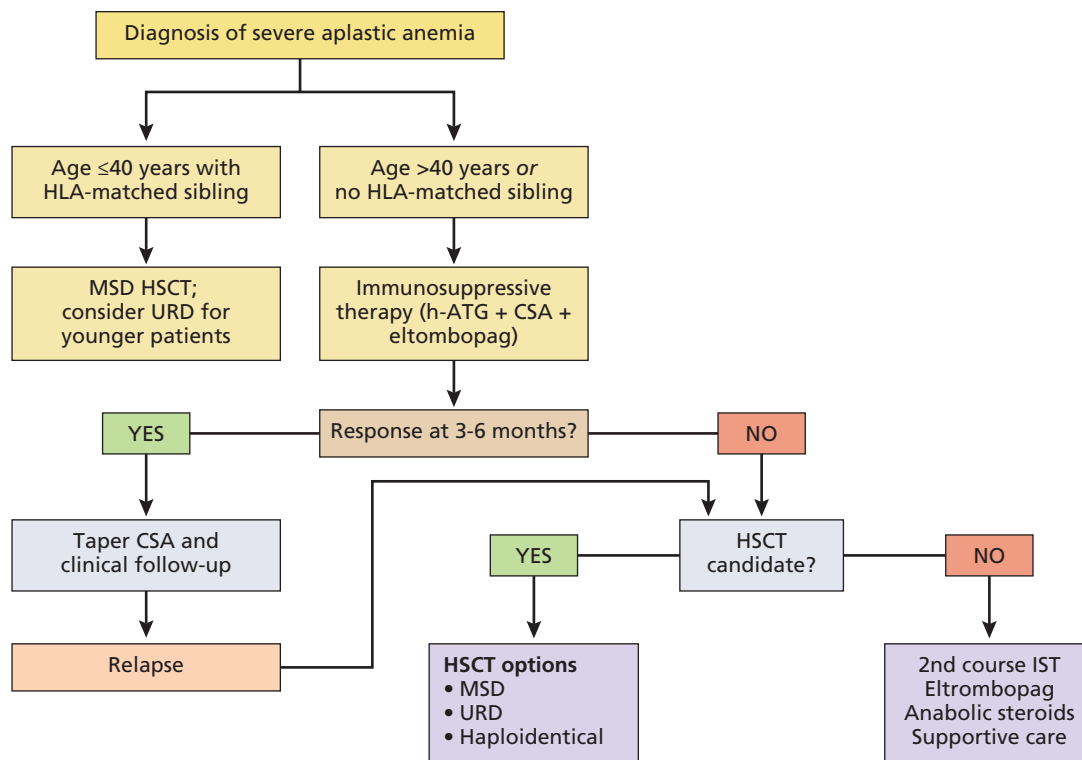 Diagnosis of severe aplastic anemia
Age ≤40 years with
HLA-matched sibling
Age >40 years or
no HLA-matched sibling
MSD HSCT;
consider URD for
younger patients
Immunosuppressive
therapy (h-ATG + CSA +
eltombopag)
YES
Response at 3-6 months?
NO
Taper CSA and
clinical follow-up
YES
HSCT
candidate?
NO
Relapse
HSCT options
• MSD
• URD
• Haploidentical
2nd course IST
Eltrombopag
Anabolic steroids
Supportive care